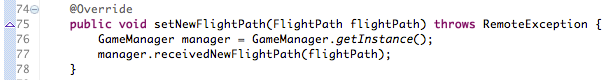 74 @Override
75 public void setNewFlightPath(FlightPath flightPath) throws RemoteException {
76 GameManager manager = GameManager.getInstance();
77 manager.receivedNewFlightPath(flightPath);
78 }